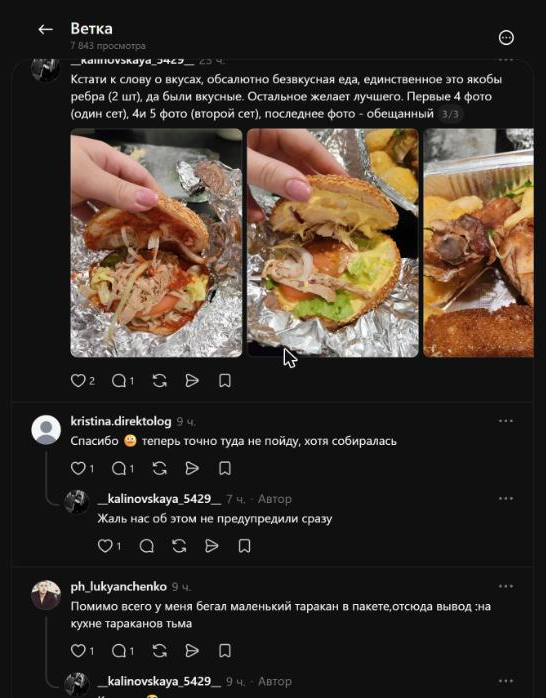 Ветка
7 843 просмотра
__kalinovskaya_5429__ 23 ч.
Кстати к слову о вкусах, обсалютно безвкусная еда, единственное это якобы
ребра (2 шт), да были вкусные. Остальное желает лучшего. Первые 4 фото
(один сет), 4и 5 фото (второй сет), последнее фото - обещанный 3/3
2 1
kristina.direktolog 9 ч.
Спасибо 😜 теперь точно туда не пойду, хотя собиралась
1 1
__kalinovskaya_5429__ 7 ч. · Автор
Жаль нас об этом не предупредили сразу
1
ph_lukyanchenko 9 ч.
Помимо всего у меня бегал маленький таракан в пакете,отсюда вывод :на
кухне тараканов тьма
1 1
__kalinovskaya_5429__ 9 ч. · Автор